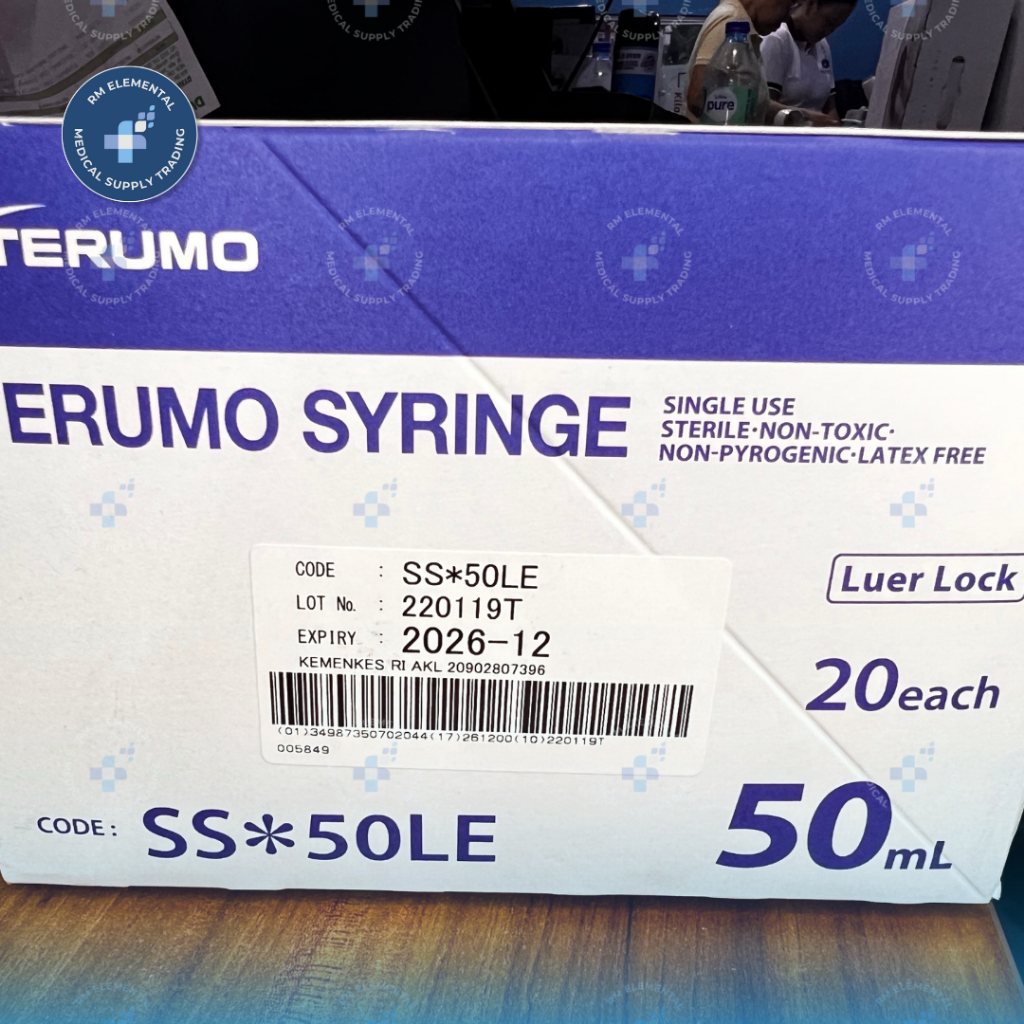 RM ELEMENTAL
MEDICAL SUPPLY TRADING
pure
TERUMO
TERUMO SYRINGE
SINGLE USE
STERILE·NON-TOXIC·
NON-PYROGENIC·LATEX FREE
CODE : SS*50LE
LOT No. : 220119T
EXPIRY : 2026-12
KEMENKES RI AKL 20902807396
(01)34987350702044(17)261200(10)220119T
005849
Luer Lock
20each
CODE: SS*50LE
50mL